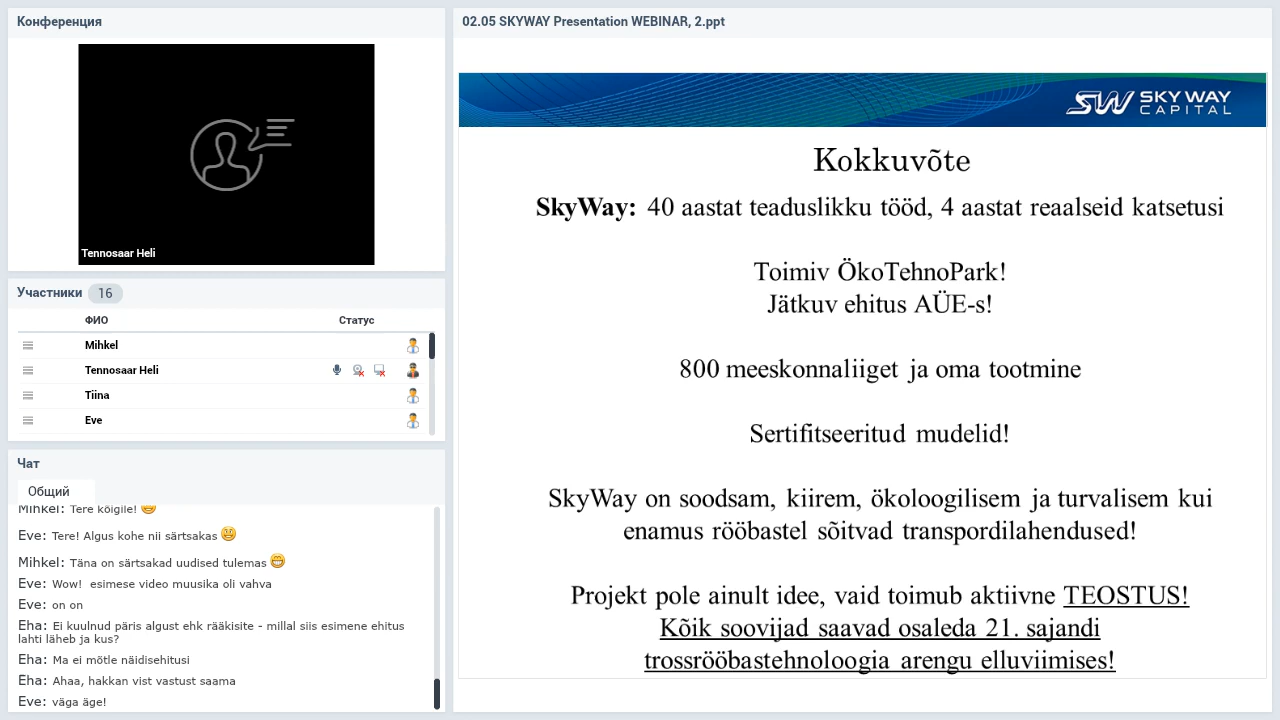 Конференция
Tennosaar Heli
Участники 16
ФИО Статус
Mihkel
Tennosaar Heli
Tiina
Eve
Чат
Общий
Mihkel: Tere kõigile!
Eve: Tere! Algus kohe nii särtsakas
Mihkel: Täna on särtsakad uudised tulemas
Eve: Wow! esimese video muusika oli vahva
Eve: on on
Eha: Ei kuulnud päris algust ehk rääkisite - millal siis esimene ehitus
lahti läheb ja kus?
Eha: Ma ei mõtle näidisehitusi
Eha: Ahaa, hakkan vist vastust saama
Eve: väga äge!
02.05 SKYWAY Presentation WEBINAR, 2.ppt
SW SKY WAY
CAPITAL
Kokkuvõte
SkyWay: 40 aastat teaduslikku tööd, 4 aastat reaalseid katsetusi
Toimiv ÖkoTehnoPark!
Jätkuv ehitus AÜE-s!
800 meeskonnaliiget ja oma tootmine
Sertifitseeritud mudelid!
SkyWay on soodsam, kiirem, ökoloogilisem ja turvalisem kui
enamus rööbastel sõitvad transpordilahendused!
Projekt pole ainult idee, vaid toimub aktiivne TEOSTUS!
Kõik soovijad saavad osaleda 21. sajandi
trossrööbastehnoloogia arengu elluviimises!